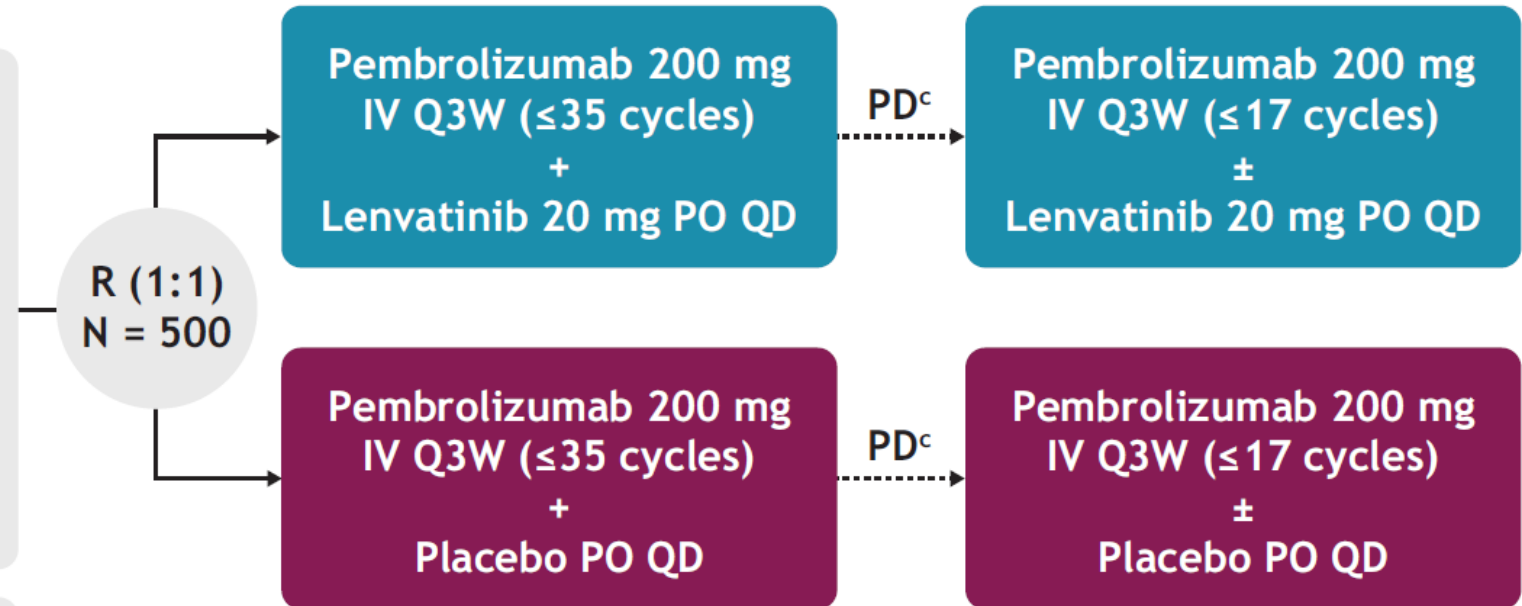 R (1:1)
N = 500
Pembrolizumab 200 mg
IV Q3W (≤35 cycles)
+
Lenvatinib 20 mg PO QD
PDᶜ
Pembrolizumab 200 mg
IV Q3W (≤17 cycles)
±
Lenvatinib 20 mg PO QD
Pembrolizumab 200 mg
IV Q3W (≤35 cycles)
+
Placebo PO QD
PDᶜ
Pembrolizumab 200 mg
IV Q3W (≤17 cycles)
±
Placebo PO QD